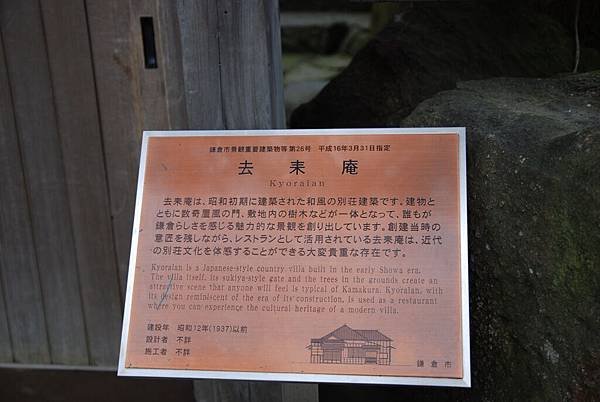 鎌倉市景観重要建築物等第26号　平成16年3月31日指定
去来庵
Kyoraian
去来庵は、昭和初期に建築された和風の別荘建築です。建物と
ともに数奇屋風の門、敷地内の樹木などが一体となって、誰もが
鎌倉らしさを感じる魅力的な景観を創り出しています。創建当時の
意匠を残しながら、レストランとして活用されている去来庵は、近代
の別荘文化を体感することができる大変貴重な存在です。
Kyoraian is a Japanese-style country villa built in the early Showa era.
The villa itself, its sukiya-style gate and the trees in the grounds create an
attractive scene that anyone will feel is typical of Kamakura. Kyoraian, with
its design reminiscent of the era of its construction, is used as a restaurant
where you can experience the cultural heritage of a modern villa.
建設年　昭和12年(1937)以前
設計者　不詳
施工者　不詳
鎌倉市